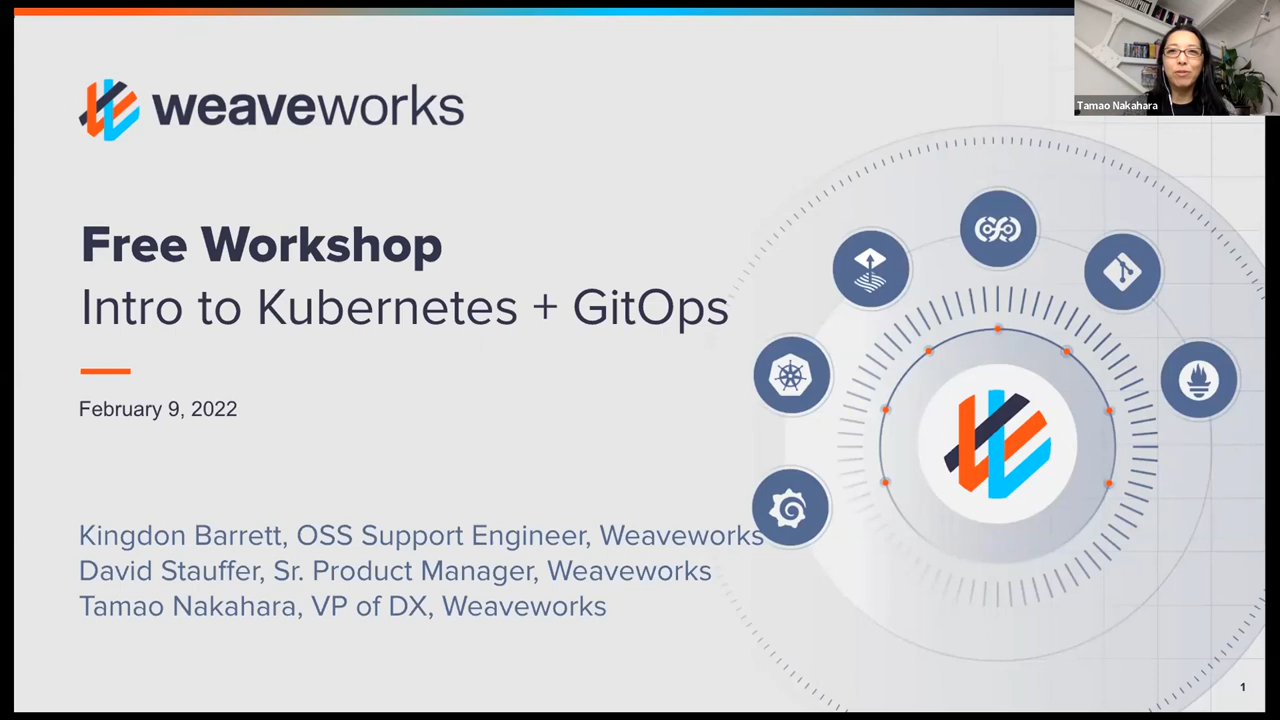 weaveworks
Tamao Nakahara
Free Workshop
Intro to Kubernetes + GitOps
February 9, 2022
Kingdon Barrett, OSS Support Engineer, Weaveworks
David Stauffer, Sr. Product Manager, Weaveworks
Tamao Nakahara, VP of DX, Weaveworks
1